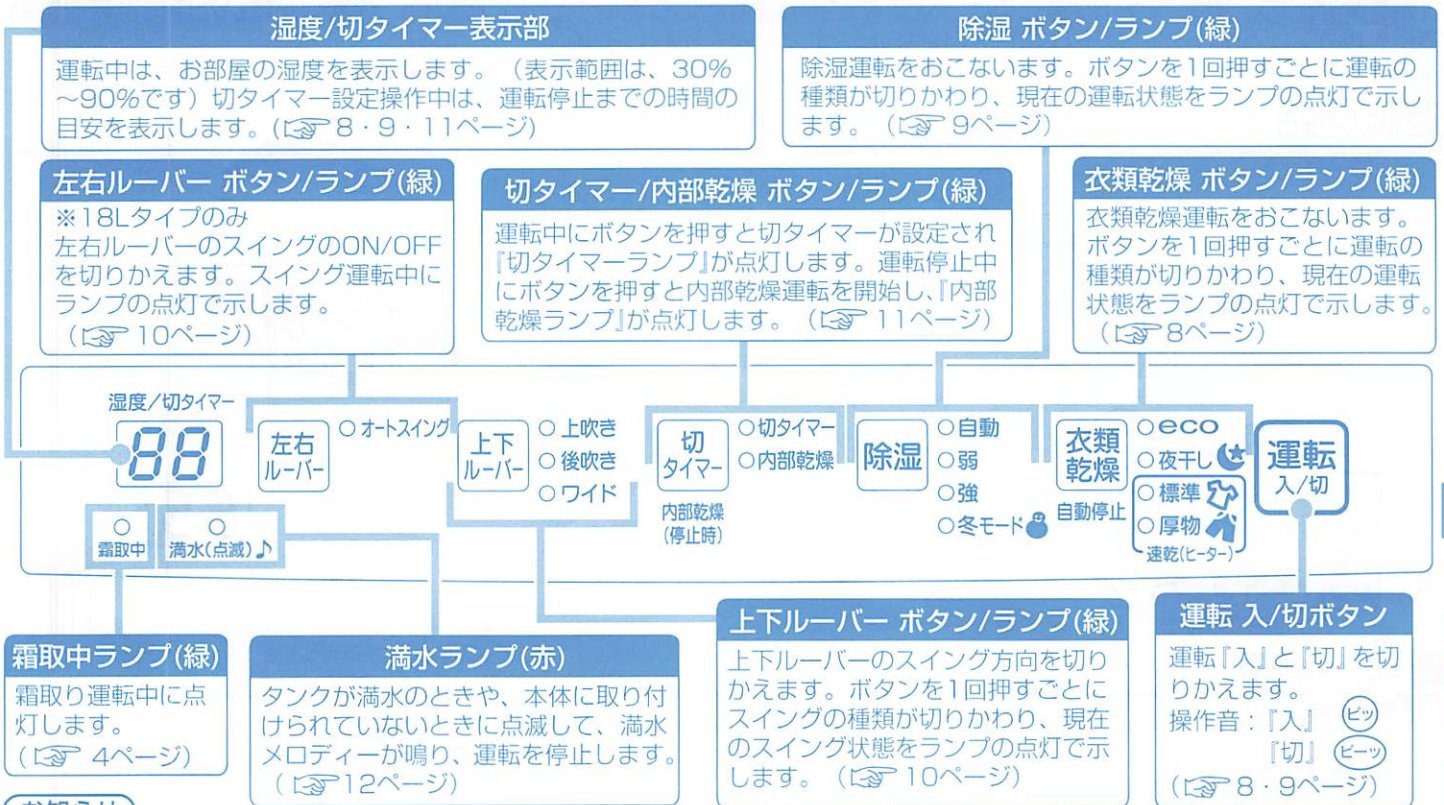 湿度/切タイマー表示部
運転中は、お部屋の湿度を表示します。（表示範囲は、30%
〜90%です）切タイマー設定操作中は、運転停止までの時間の
目安を表示します。(☞8・9・11ページ)
除湿 ボタン/ランプ(緑)
除湿運転をおこないます。ボタンを1回押すごとに運転の
種類が切りかわり、現在の運転状態をランプの点灯で示し
ます。（☞9ページ）
左右ルーバー ボタン/ランプ(緑)
※18Lタイプのみ
左右ルーバーのスイングのON/OFF
を切りかえます。スイング運転中に
ランプの点灯で示します。
（☞10ページ）
切タイマー/内部乾燥 ボタン/ランプ(緑)
運転中にボタンを押すと切タイマーが設定され
『切タイマーランプ』が点灯します。運転停止中
にボタンを押すと内部乾燥運転を開始し、『内部
乾燥ランプ』が点灯します。（☞11ページ）
衣類乾燥 ボタン/ランプ(緑)
衣類乾燥運転をおこないます。
ボタンを1回押すごとに運転の
種類が切りかわり、現在の運転
状態をランプの点灯で示します。
（☞8ページ）
湿度/切タイマー
88
左右
ルーバー
オートスイング
上下
ルーバー
上吹き
後吹き
ワイド
切
タイマー
切タイマー
内部乾燥
内部乾燥
(停止時)
除湿
自動
弱
強
冬モード
衣類
乾燥
自動停止
eco
夜干し
標準
厚物
速乾(ヒーター)
運転
入/切
霜取中
満水(点滅)♪
霜取中ランプ(緑)
霜取り運転中に点
灯します。
（☞4ページ）
満水ランプ(赤)
タンクが満水のときや、本体に取り付
けられていないときに点滅して、満水
メロディーが鳴り、運転を停止します。
（☞12ページ）
上下ルーバー ボタン/ランプ(緑)
上下ルーバーのスイング方向を切り
かえます。ボタンを1回押すごとに
スイングの種類が切りかわり、現在
のスイング状態をランプの点灯で示
します。（☞10ページ）
運転 入/切ボタン
運転『入』と『切』を切
りかえます。
操作音：『入』 ピッ
『切』 ピーッ
（☞8・9ページ）
お知らせ